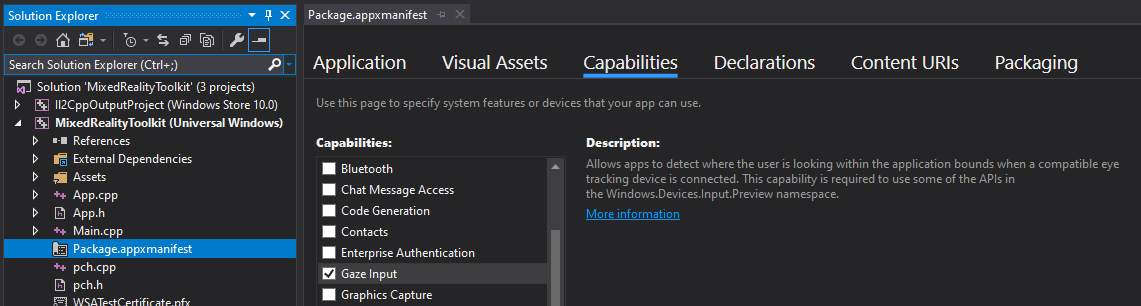 Solution Explorer
Search Solution Explorer (Ctrl+;)
Solution 'MixedRealityToolkit' (3 projects)
Il2CppOutputProject (Windows Store 10.0)
MixedRealityToolkit (Universal Windows)
References
External Dependencies
Assets
App.cpp
App.h
Main.cpp
Package.appxmanifest
pch.cpp
pch.h
WSATestCertificate.pfx
Package.appxmanifest
Application
Visual Assets
Capabilities
Declarations
Content URIs
Packaging
Use this page to specify system features or devices that your app can use.
Capabilities:
Bluetooth
Chat Message Access
Code Generation
Contacts
Enterprise Authentication
Gaze Input
Graphics Capture
Description:
Allows apps to detect where the user is looking within the application bounds when a compatible eye
tracking device is connected. This capability is required to use some of the APIs in
the Windows.Devices.Input.Preview namespace.
More information